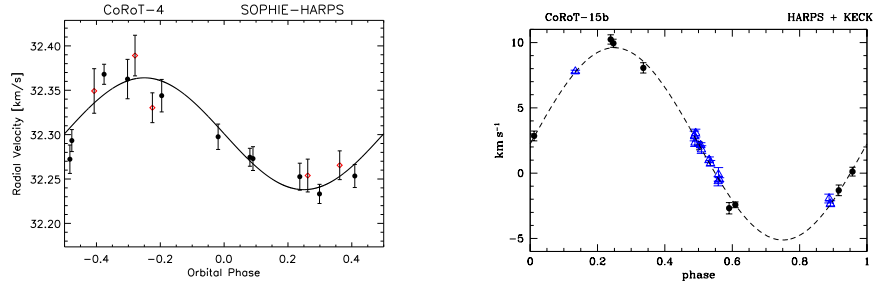 CoRoT-4 SOPHIE-HARPS
32.40
32.35
32.30
32.25
32.20
Radial Velocity [km/s]
-0.4 -0.2 0.0 0.2 0.4
Orbital Phase
CoRoT-15b HARPS + KECK
10
5
0
-5
km s-1
0 0.2 0.4 0.6 0.8 1
phase